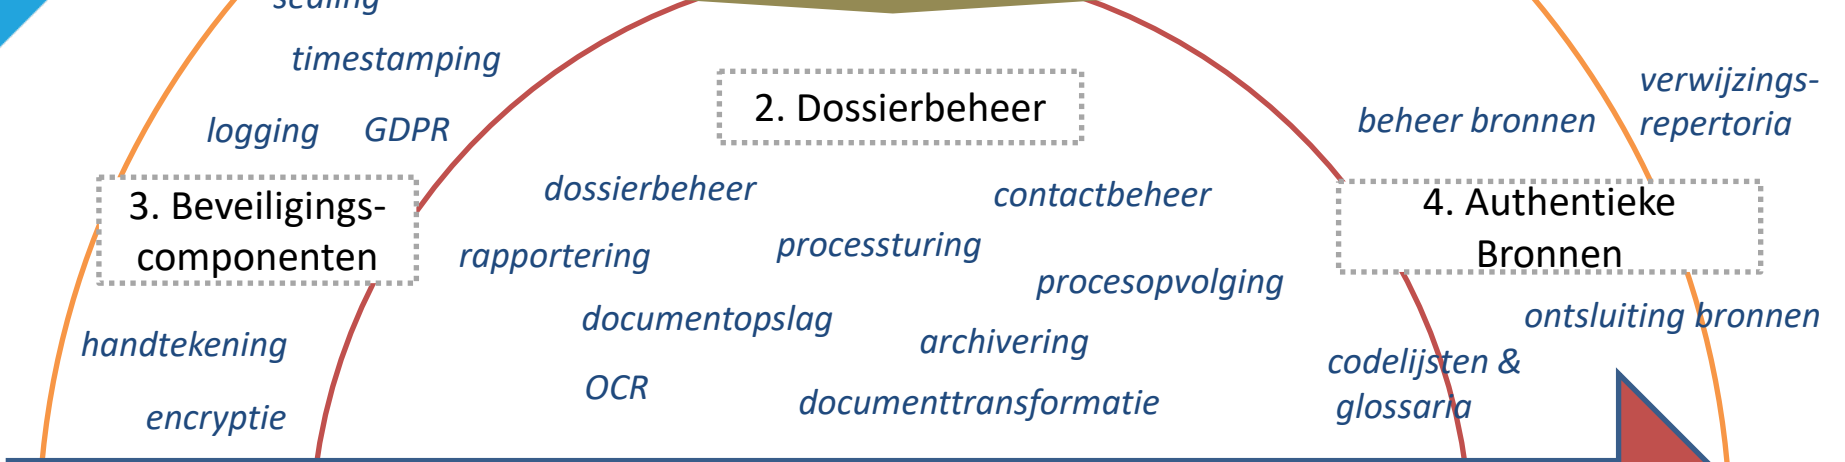 sealing
timestamping
logging GDPR
3. Beveiligings-
componenten
handtekening
encryptie
2. Dossierbeheer
dossierbeheer
contactbeheer
rapportering
processturing
procesopvolging
documentopslag
archivering
OCR
documenttransformatie
verwijzings-
repertoria
beheer bronnen
4. Authentieke
Bronnen
ontsluiting bronnen
codelijsten &
glossaria